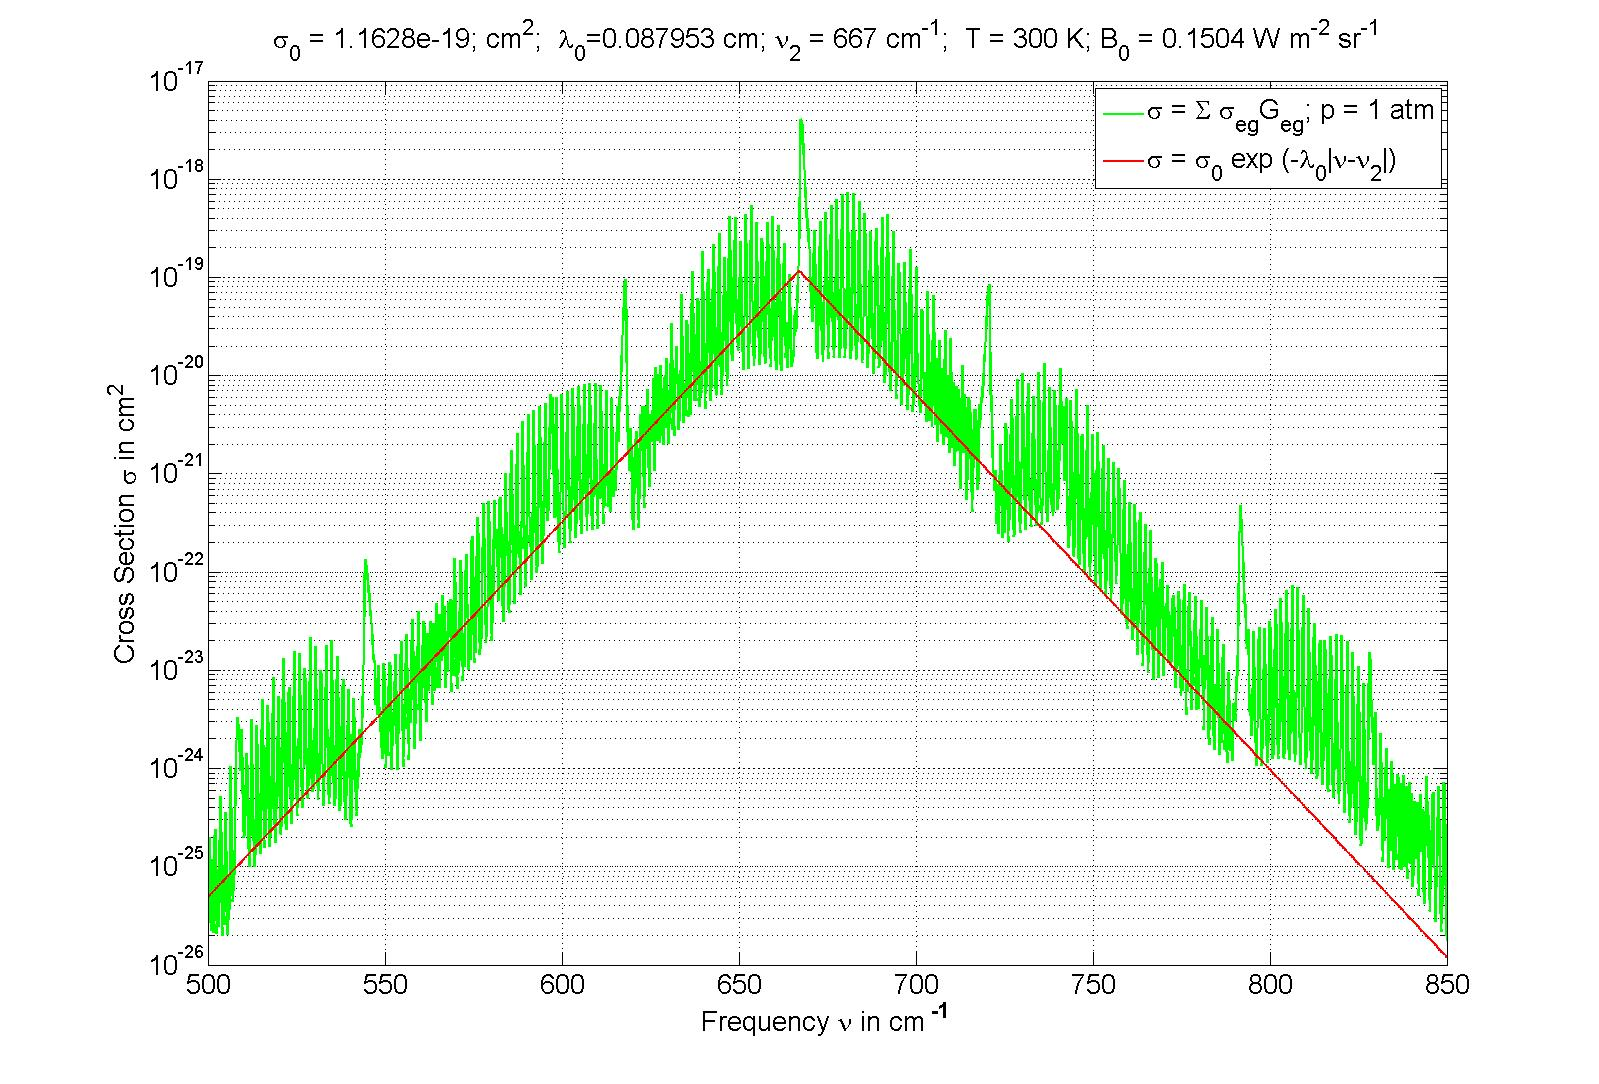 σ₀ = 1.1628e-19; cm²; λ₀=0.087953 cm; ν₂ = 667 cm⁻¹; T = 300 K; B₀ = 0.1504 W m⁻² sr⁻¹
σ = Σ σ_eg G_eg; p = 1 atm
σ = σ₀ exp (-λ₀|ν-ν₂|)
Cross Section σ in cm²
10⁻¹⁷
10⁻¹⁸
10⁻¹⁹
10⁻²⁰
10⁻²¹
10⁻²²
10⁻²³
10⁻²⁴
10⁻²⁵
10⁻²⁶
500 550 600 650 700 750 800 850
Frequency ν in cm⁻¹